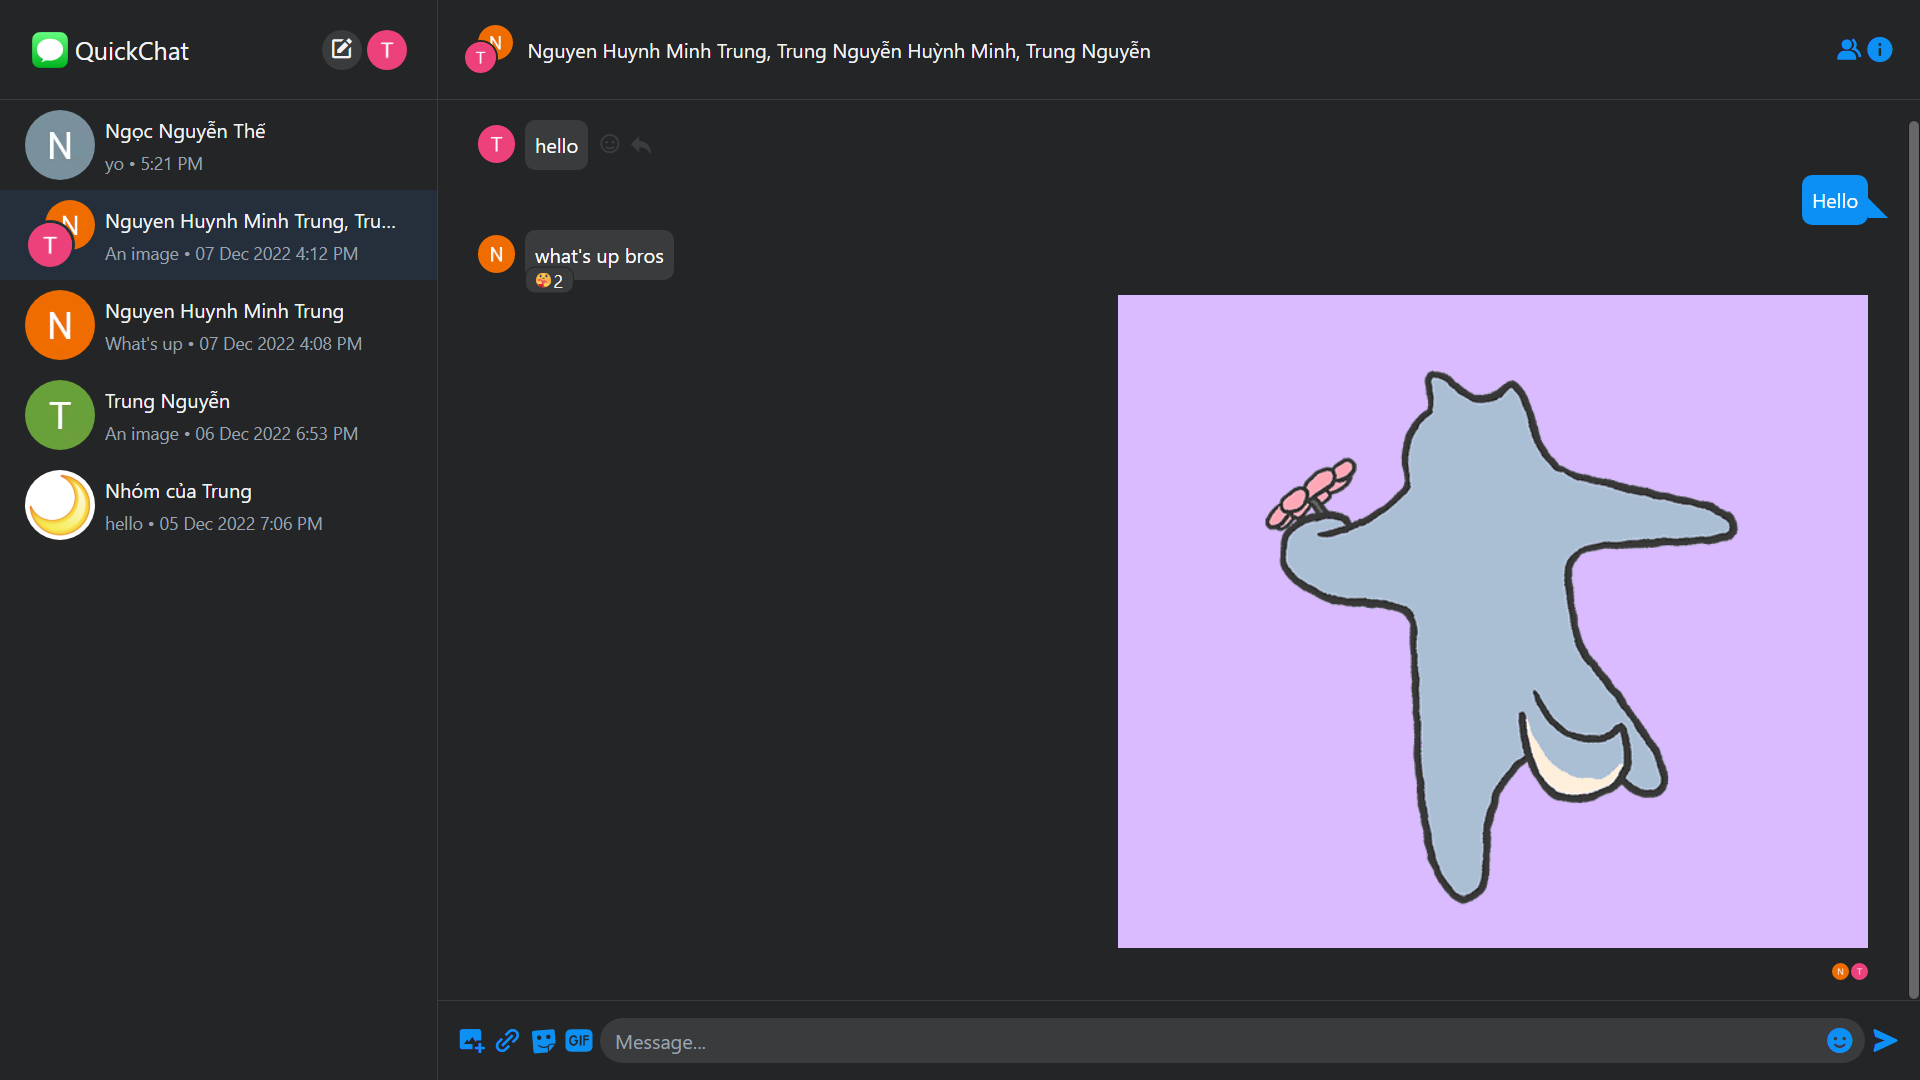 QuickChat
T
N
Ngọc Nguyễn Thế
yo • 5:21 PM
N
T
Nguyen Huynh Minh Trung, Tru...
An image • 07 Dec 2022 4:12 PM
N
Nguyen Huynh Minh Trung
What's up • 07 Dec 2022 4:08 PM
T
Trung Nguyễn
An image • 06 Dec 2022 6:53 PM
Nhóm của Trung
hello • 05 Dec 2022 7:06 PM
N
T
Nguyen Huynh Minh Trung, Trung Nguyễn Huỳnh Minh, Trung Nguyễn
T
hello
Hello
N
what's up bros
2
N T
GIF
Message...